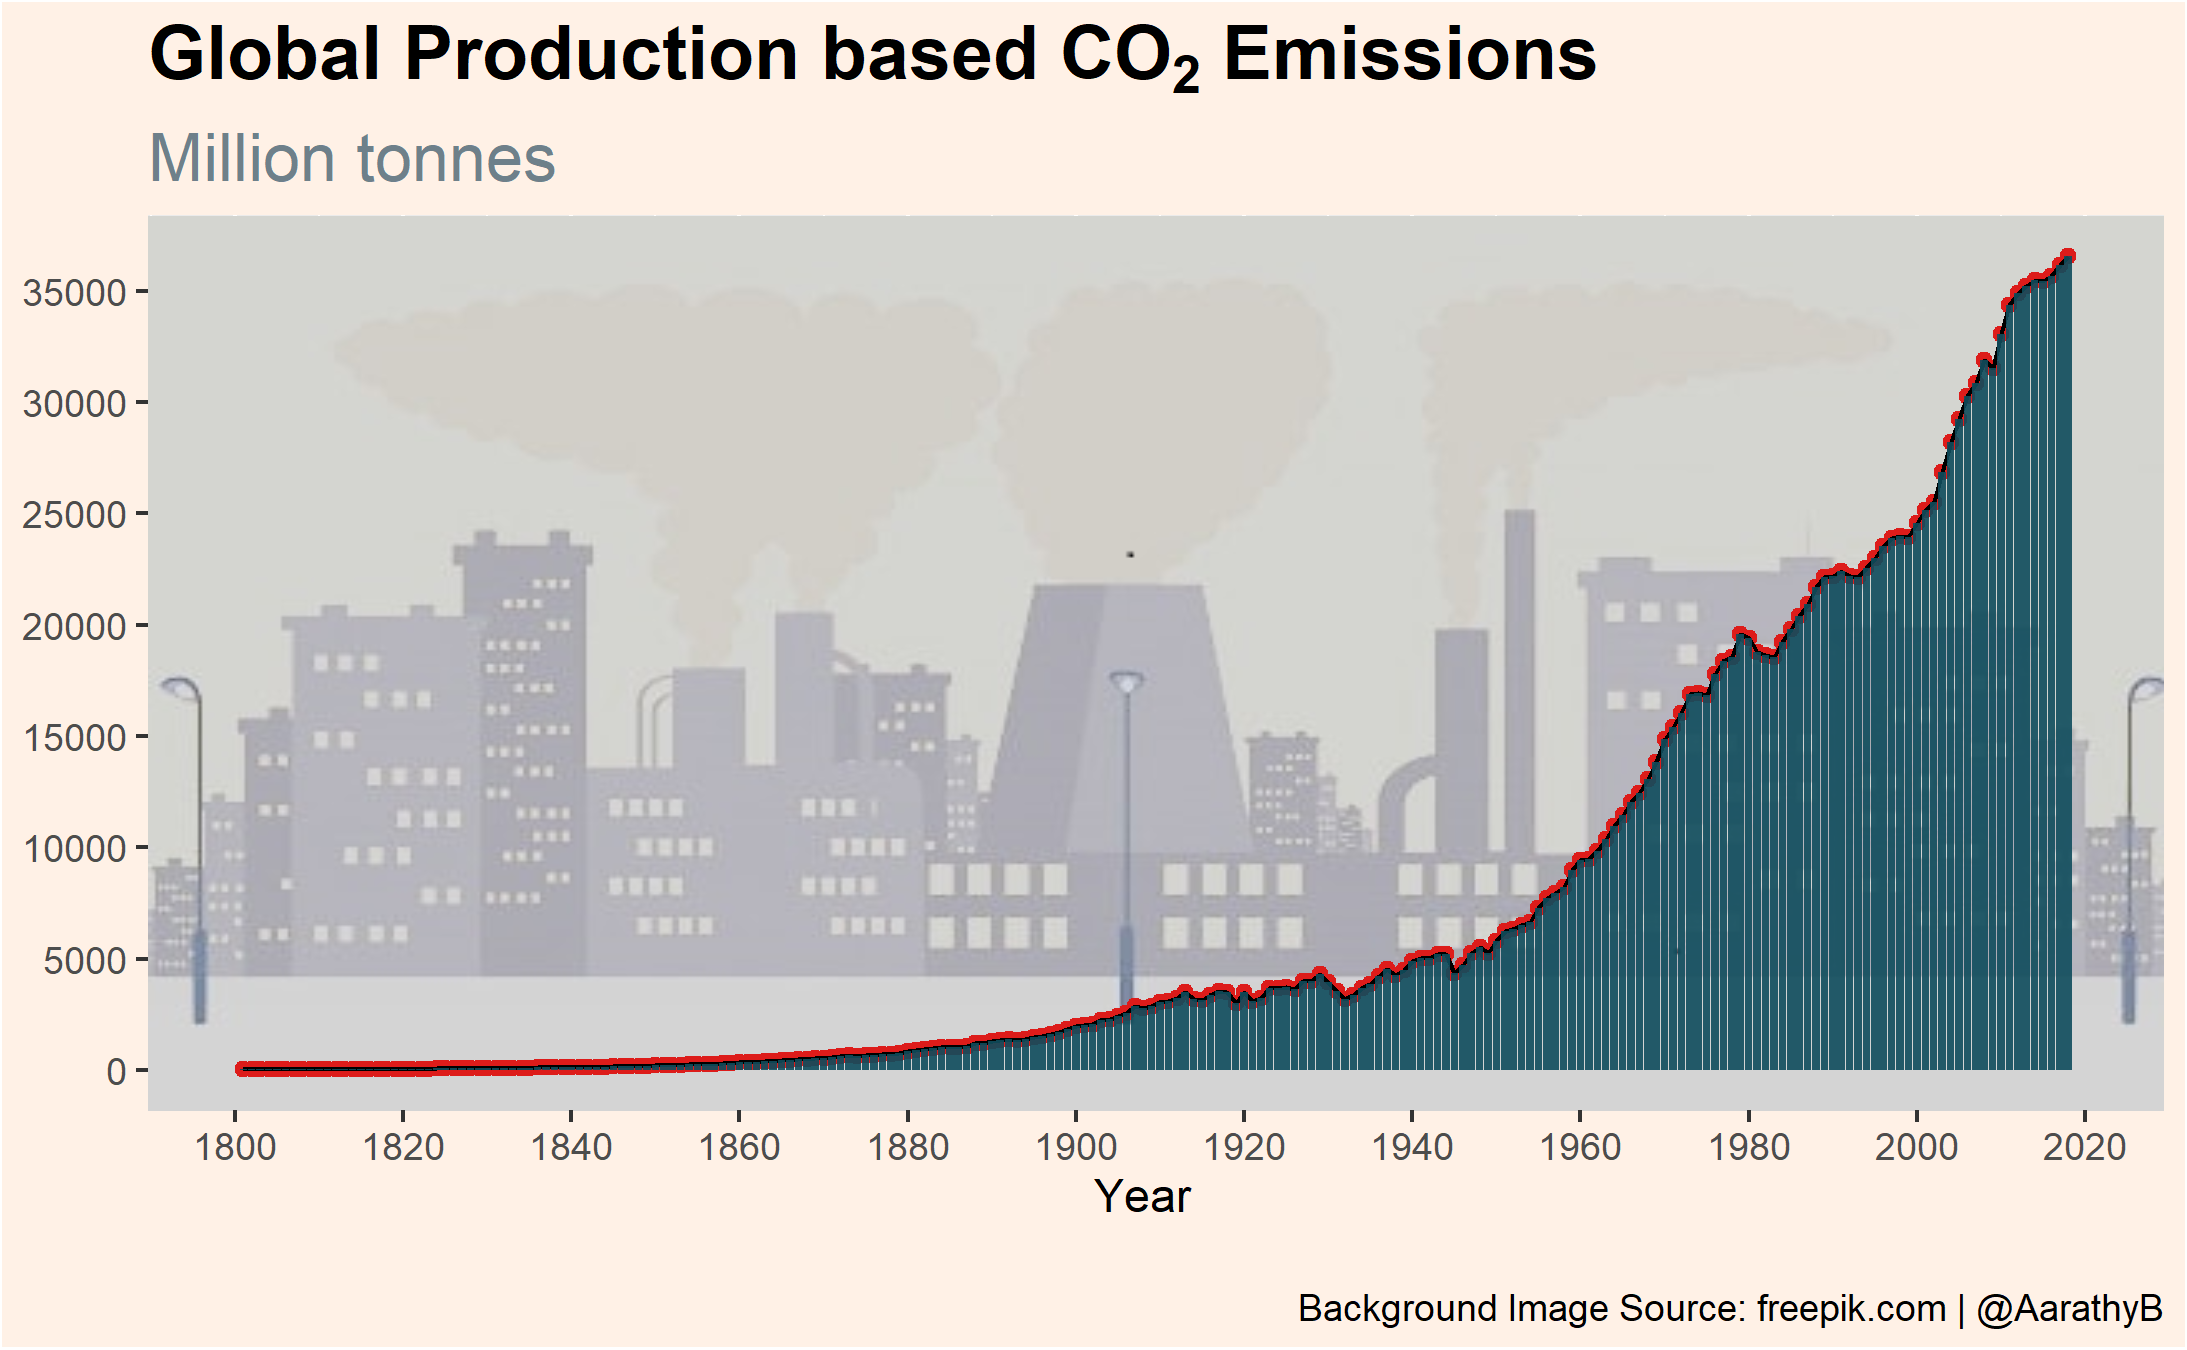 Global Production based CO₂ Emissions
Million tonnes
35000
30000
25000
20000
15000
10000
5000
0
1800 1820 1840 1860 1880 1900 1920 1940 1960 1980 2000 2020
Year
Background Image Source: freepik.com | @AarathyB